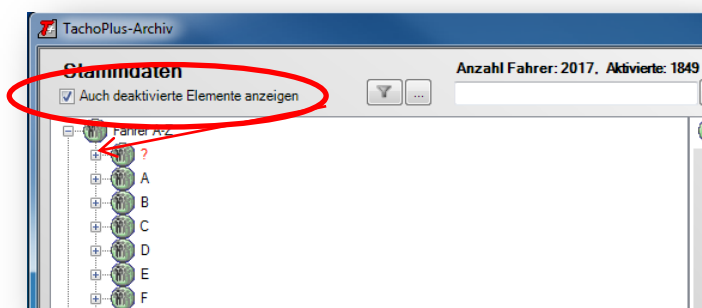 TachoPlus-Archiv
Stammdaten
Anzahl Fahrer: 2017, Aktivierte: 1849
Auch deaktivierte Elemente anzeigen
...
Fahrer A-Z
?
A
B
C
D
E
F